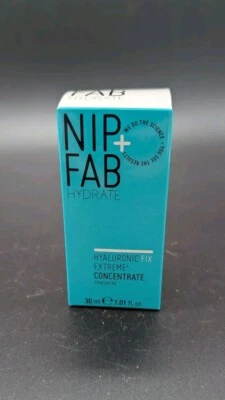 NIP+
FAB
HYDRATE
WE DO THE SCIENCE • YOU SEE THE RESULTS
HYALURONIC FIX
EXTREME⁴
CONCENTRATE
CONCENTRÉ
30 ml ℮ 1.01 fl. oz